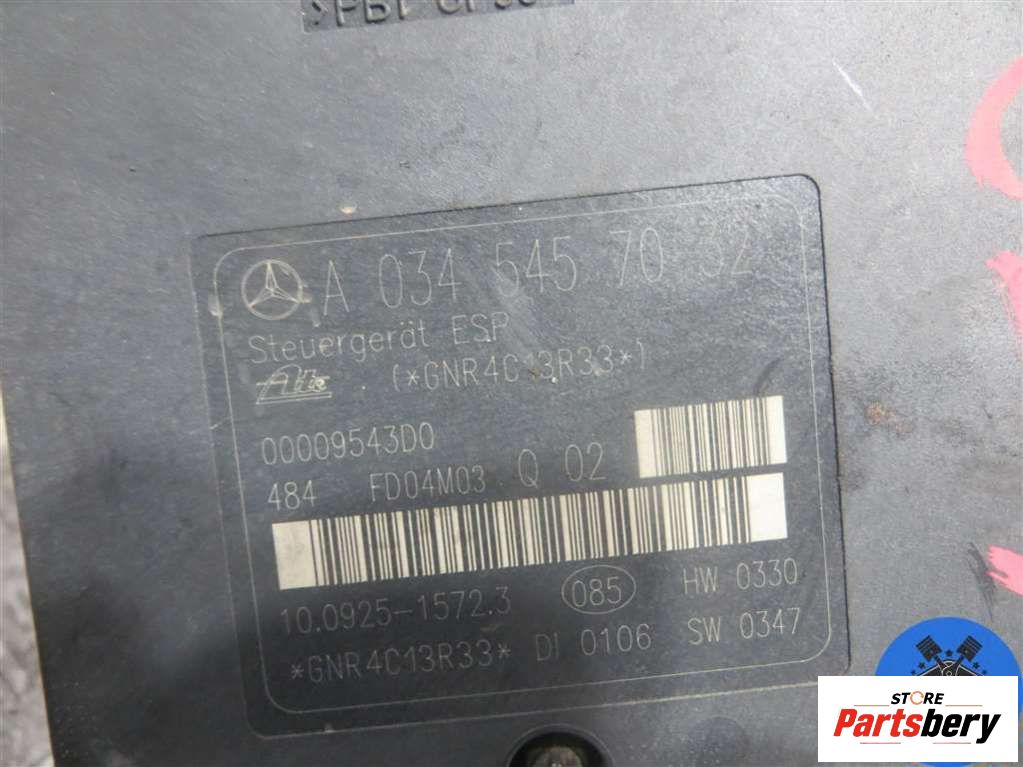 A 034 545 70 32
Steuergerät ESP
Ate . (*GNR4C13R33*)
00009543D0
484 FD04M03 Q 02
10.0925-1572.3 085 HW 0330
*GNR4C13R33* DI 0106 SW 0347
STORE
Partsbery